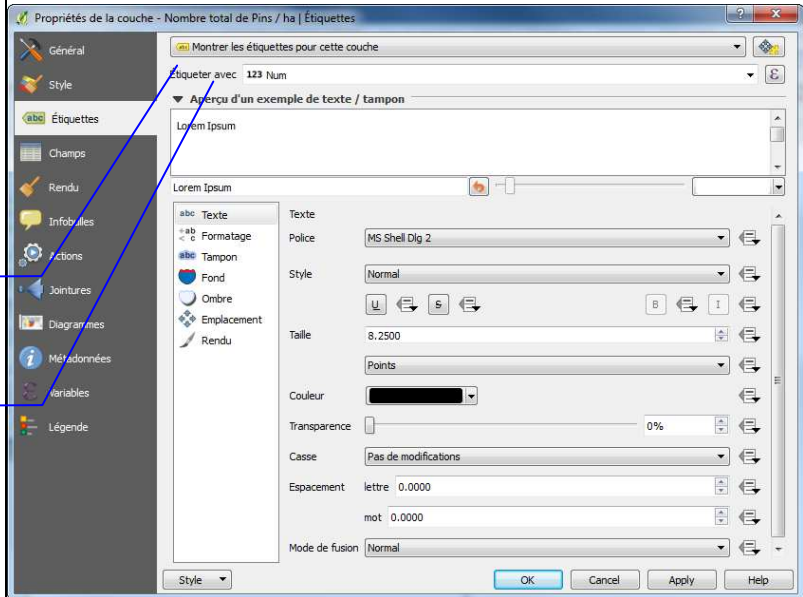 Propriétés de la couche - Nombre total de Pins / ha | Étiquettes
Général
Style
Étiquettes
Champs
Rendu
Infobulles
Actions
Jointures
Diagrammes
Métadonnées
Variables
Légende
Montrer les étiquettes pour cette couche
Étiqueter avec 123 Num
Aperçu d'un exemple de texte / tampon
Lorem Ipsum
Lorem Ipsum
Texte
Formatage
Tampon
Fond
Ombre
Emplacement
Rendu
Texte
Police MS Shell Dlg 2
Style Normal
U S B I
Taille 8.2500
Points
Couleur
Transparence 0%
Casse Pas de modifications
Espacement lettre 0.0000
mot 0.0000
Mode de fusion Normal
Style OK Cancel Apply Help